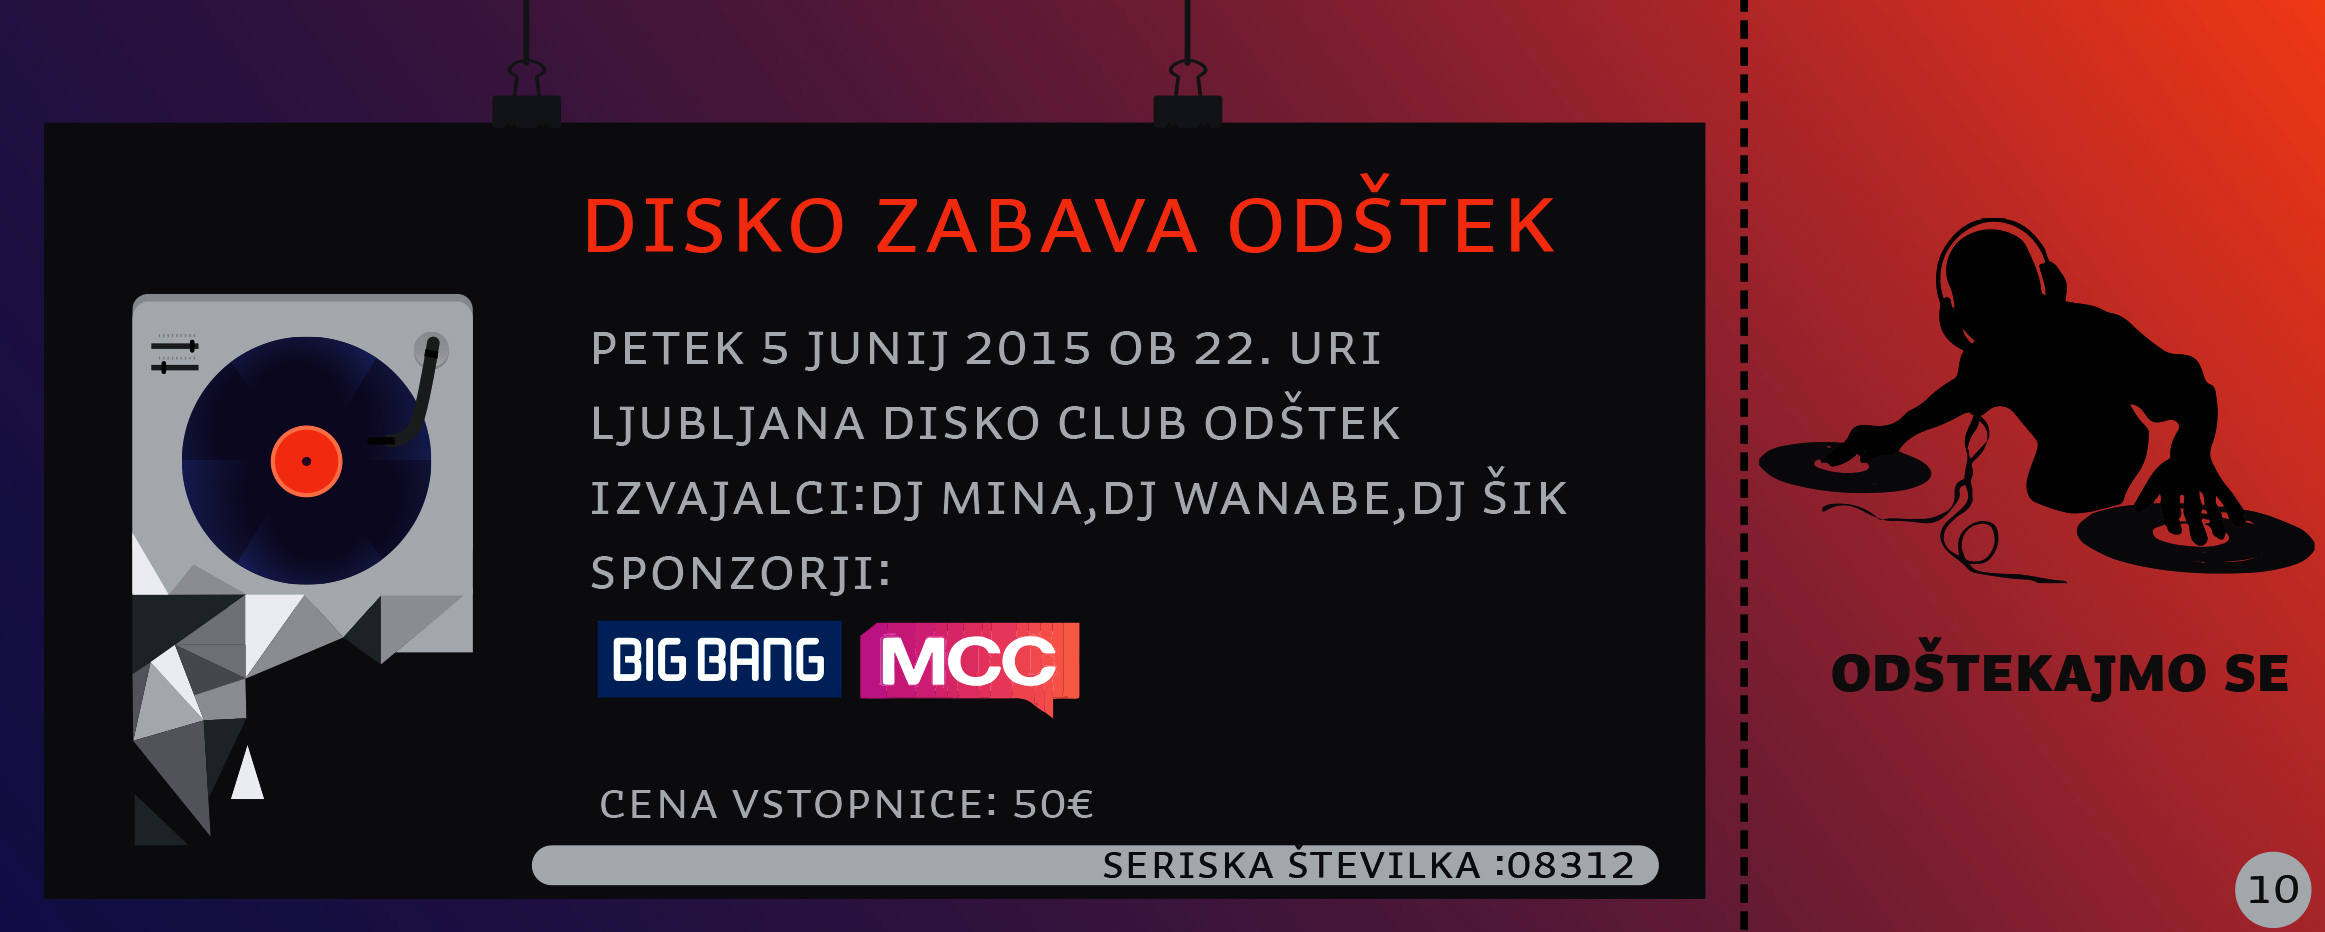 DISKO ZABAVA ODŠTEK
PETEK 5 JUNIJ 2015 OB 22. URI
LJUBLJANA DISKO CLUB ODŠTEK
IZVAJALCI:DJ MINA,DJ WANABE,DJ ŠIK
SPONZORJI:
BIG BANG MCC
CENA VSTOPNICE: 50€
SERISKA ŠTEVILKA :08312
ODŠTEKAJMO SE
10